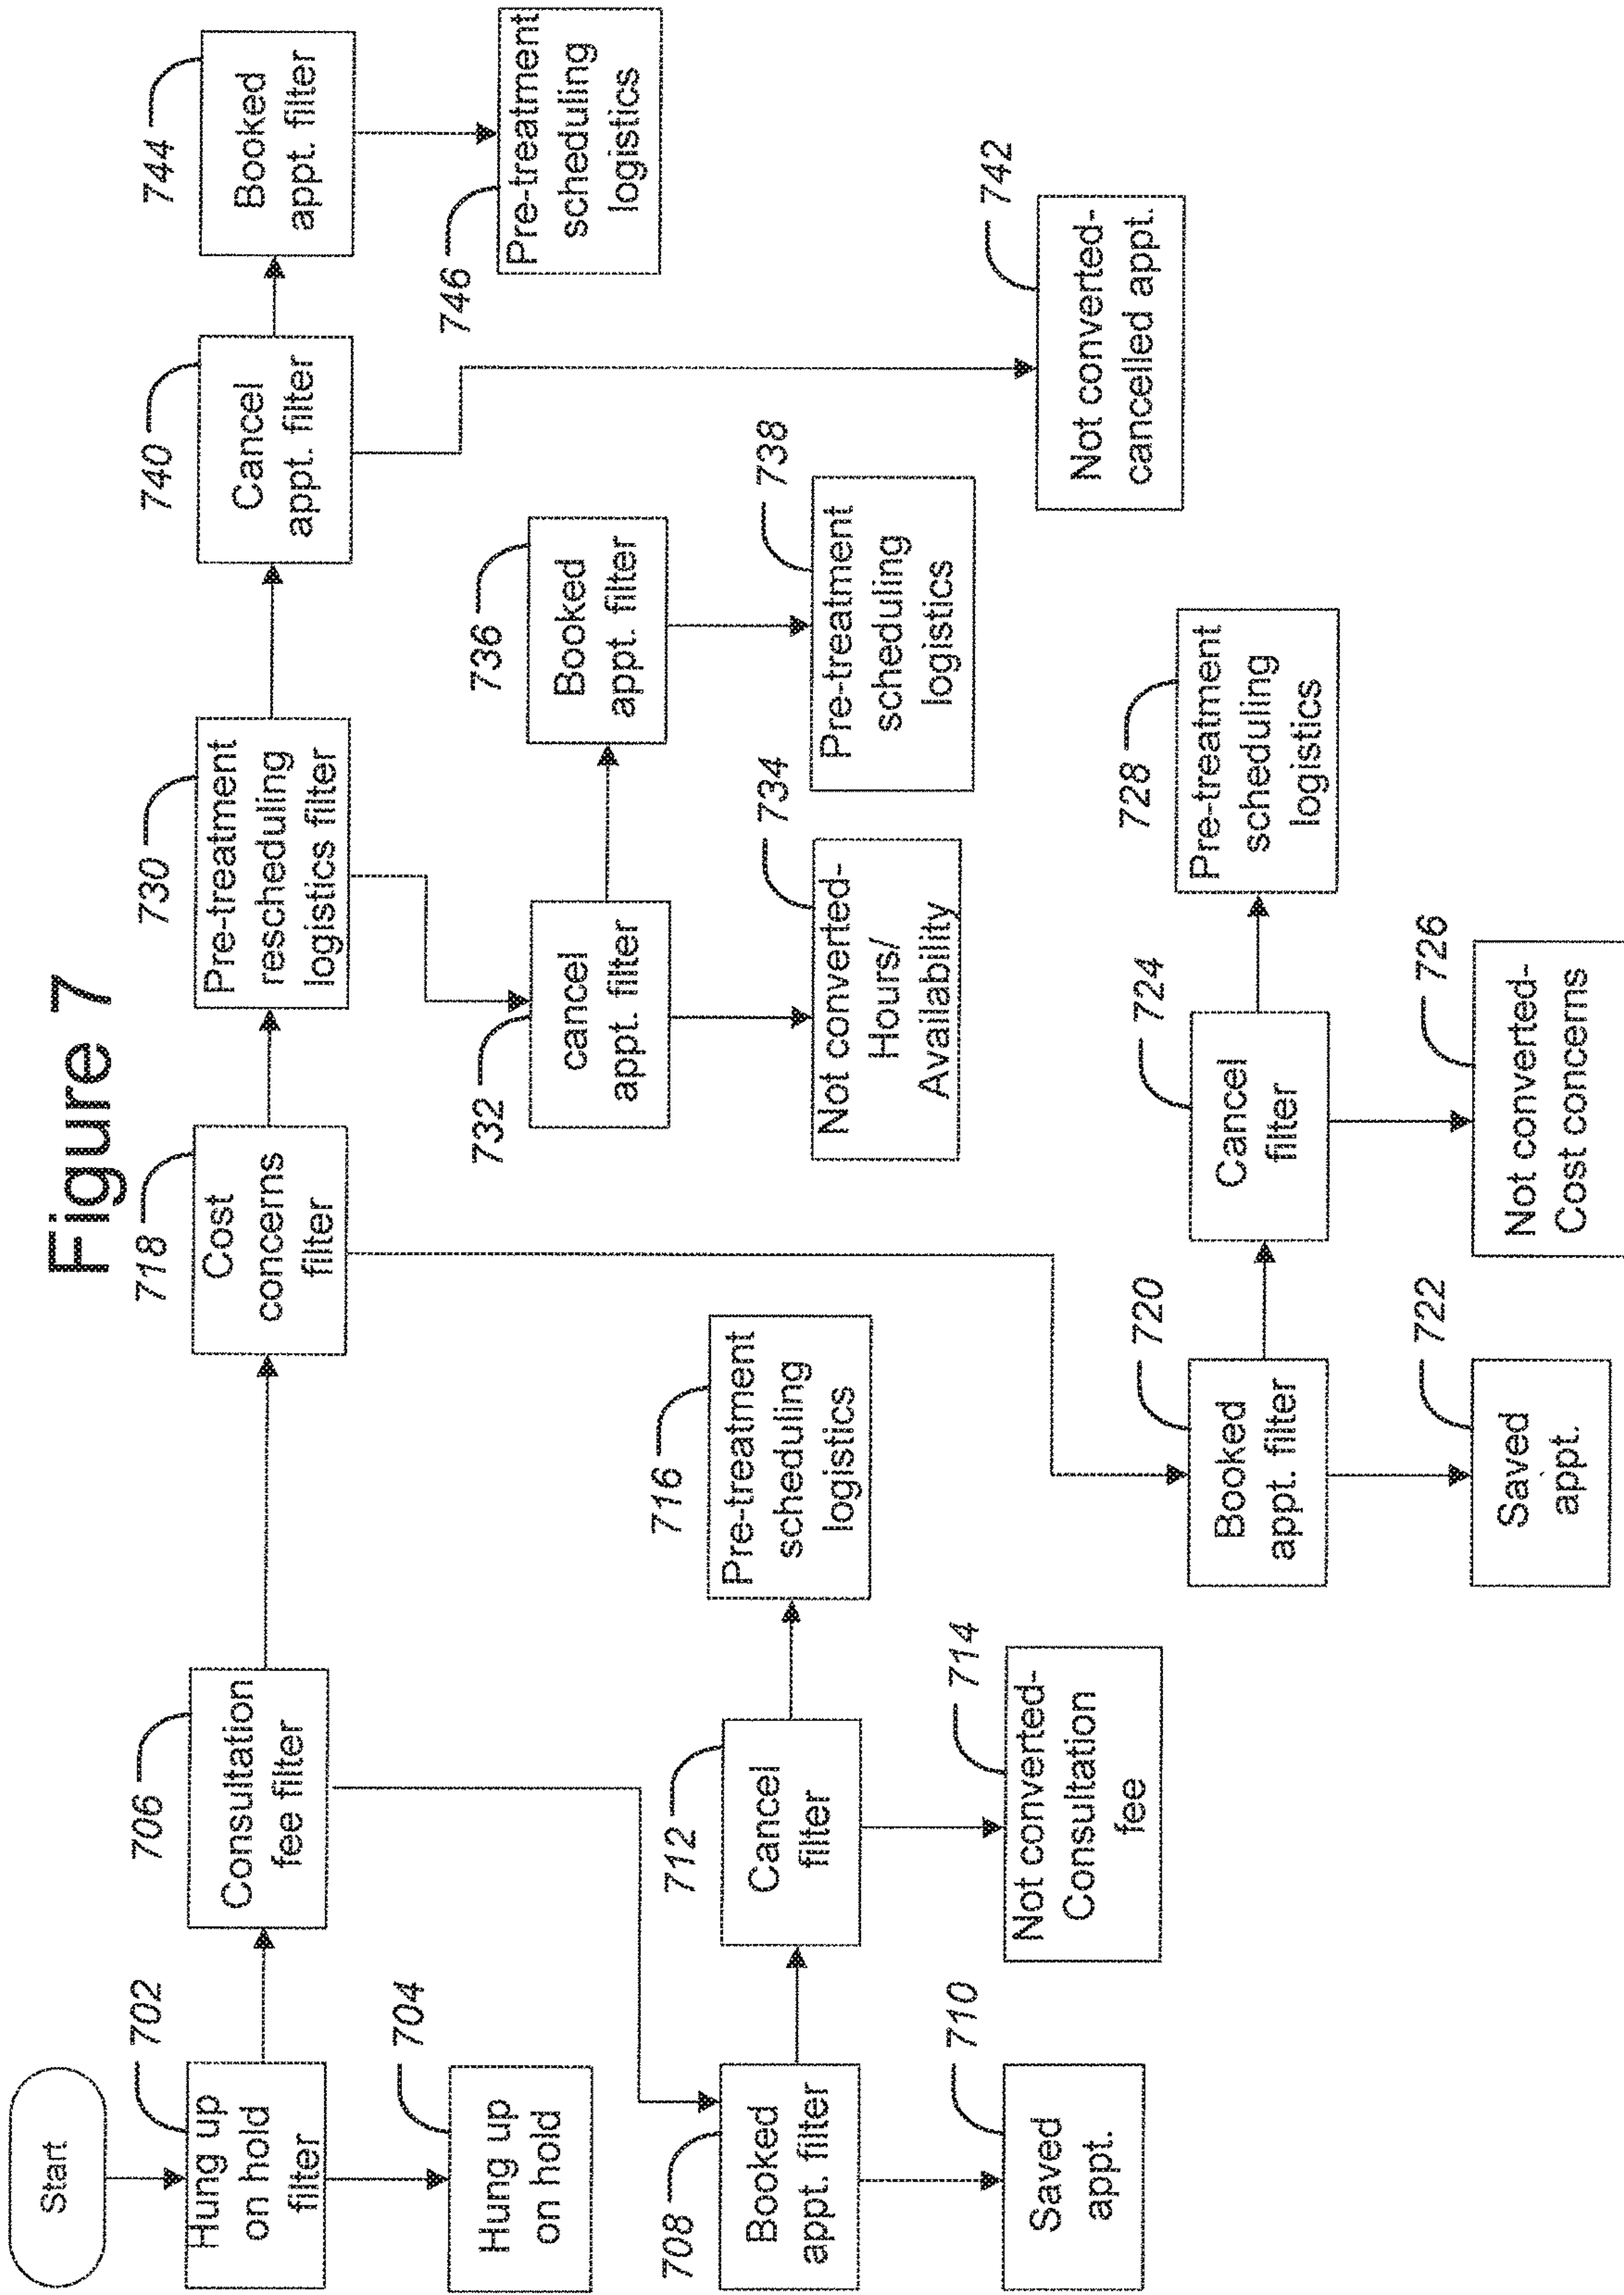 Figure 7
Start
702
Hung up
on hold
filter
704
Hung up
on hold
706
Consultation
fee filter
708
Booked
appt. filter
710
Saved
appt.
712
Cancel
filter
714
Not converted-
Consultation
fee
716
Pre-treatment
scheduling
logistics
718
Cost
concerns
filter
720
Booked
appt. filter
722
Saved
appt.
724
Cancel
filter
726
Not converted-
Cost concerns
728
Pre-treatment
scheduling
logistics
730
Pre-treatment
rescheduling
logistics filter
732
cancel
appt. filter
734
Not converted-
Hours/
Availability
736
Booked
appt. filter
738
Pre-treatment
scheduling
logistics
740
Cancel
appt. filter
742
Not converted-
cancelled appt.
744
Booked
appt. filter
746
Pre-treatment
scheduling
logistics